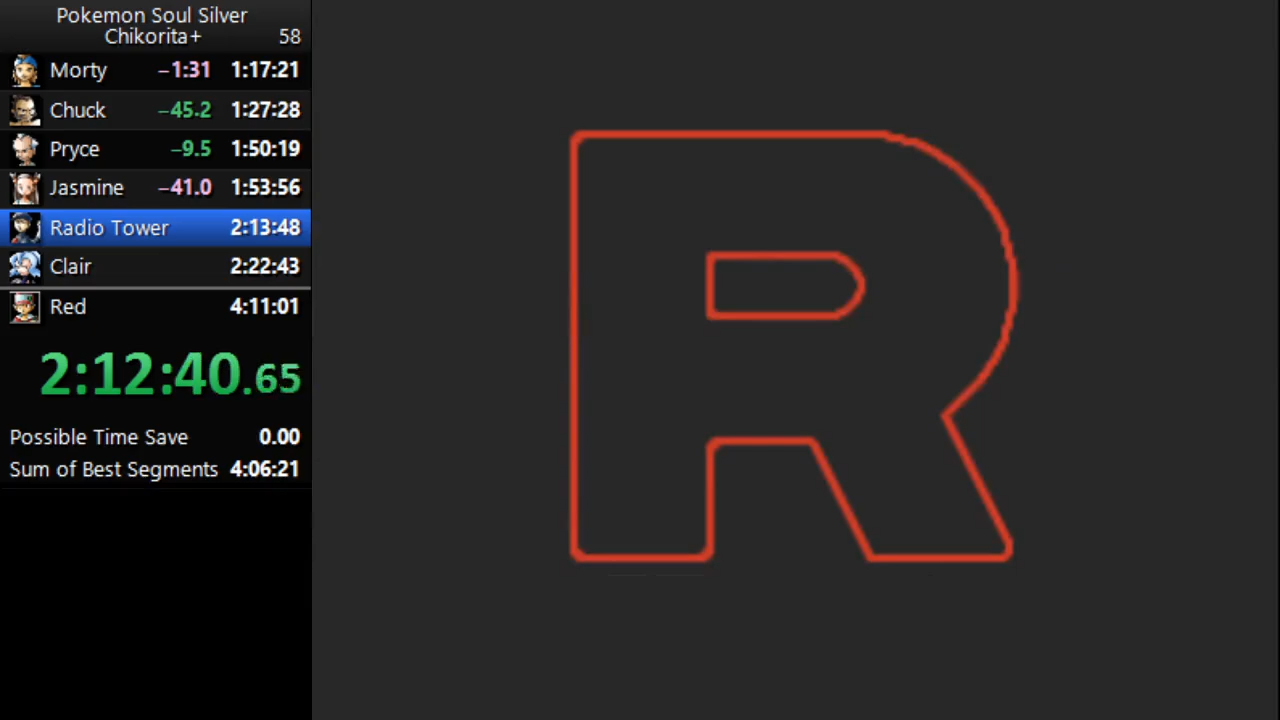 Pokemon Soul Silver
Chikorita+ 58
Morty −1:31 1:17:21
Chuck −45.2 1:27:28
Pryce −9.5 1:50:19
Jasmine −41.0 1:53:56
Radio Tower 2:13:48
Clair 2:22:43
Red 4:11:01
2:12:40.65
Possible Time Save 0.00
Sum of Best Segments 4:06:21
R